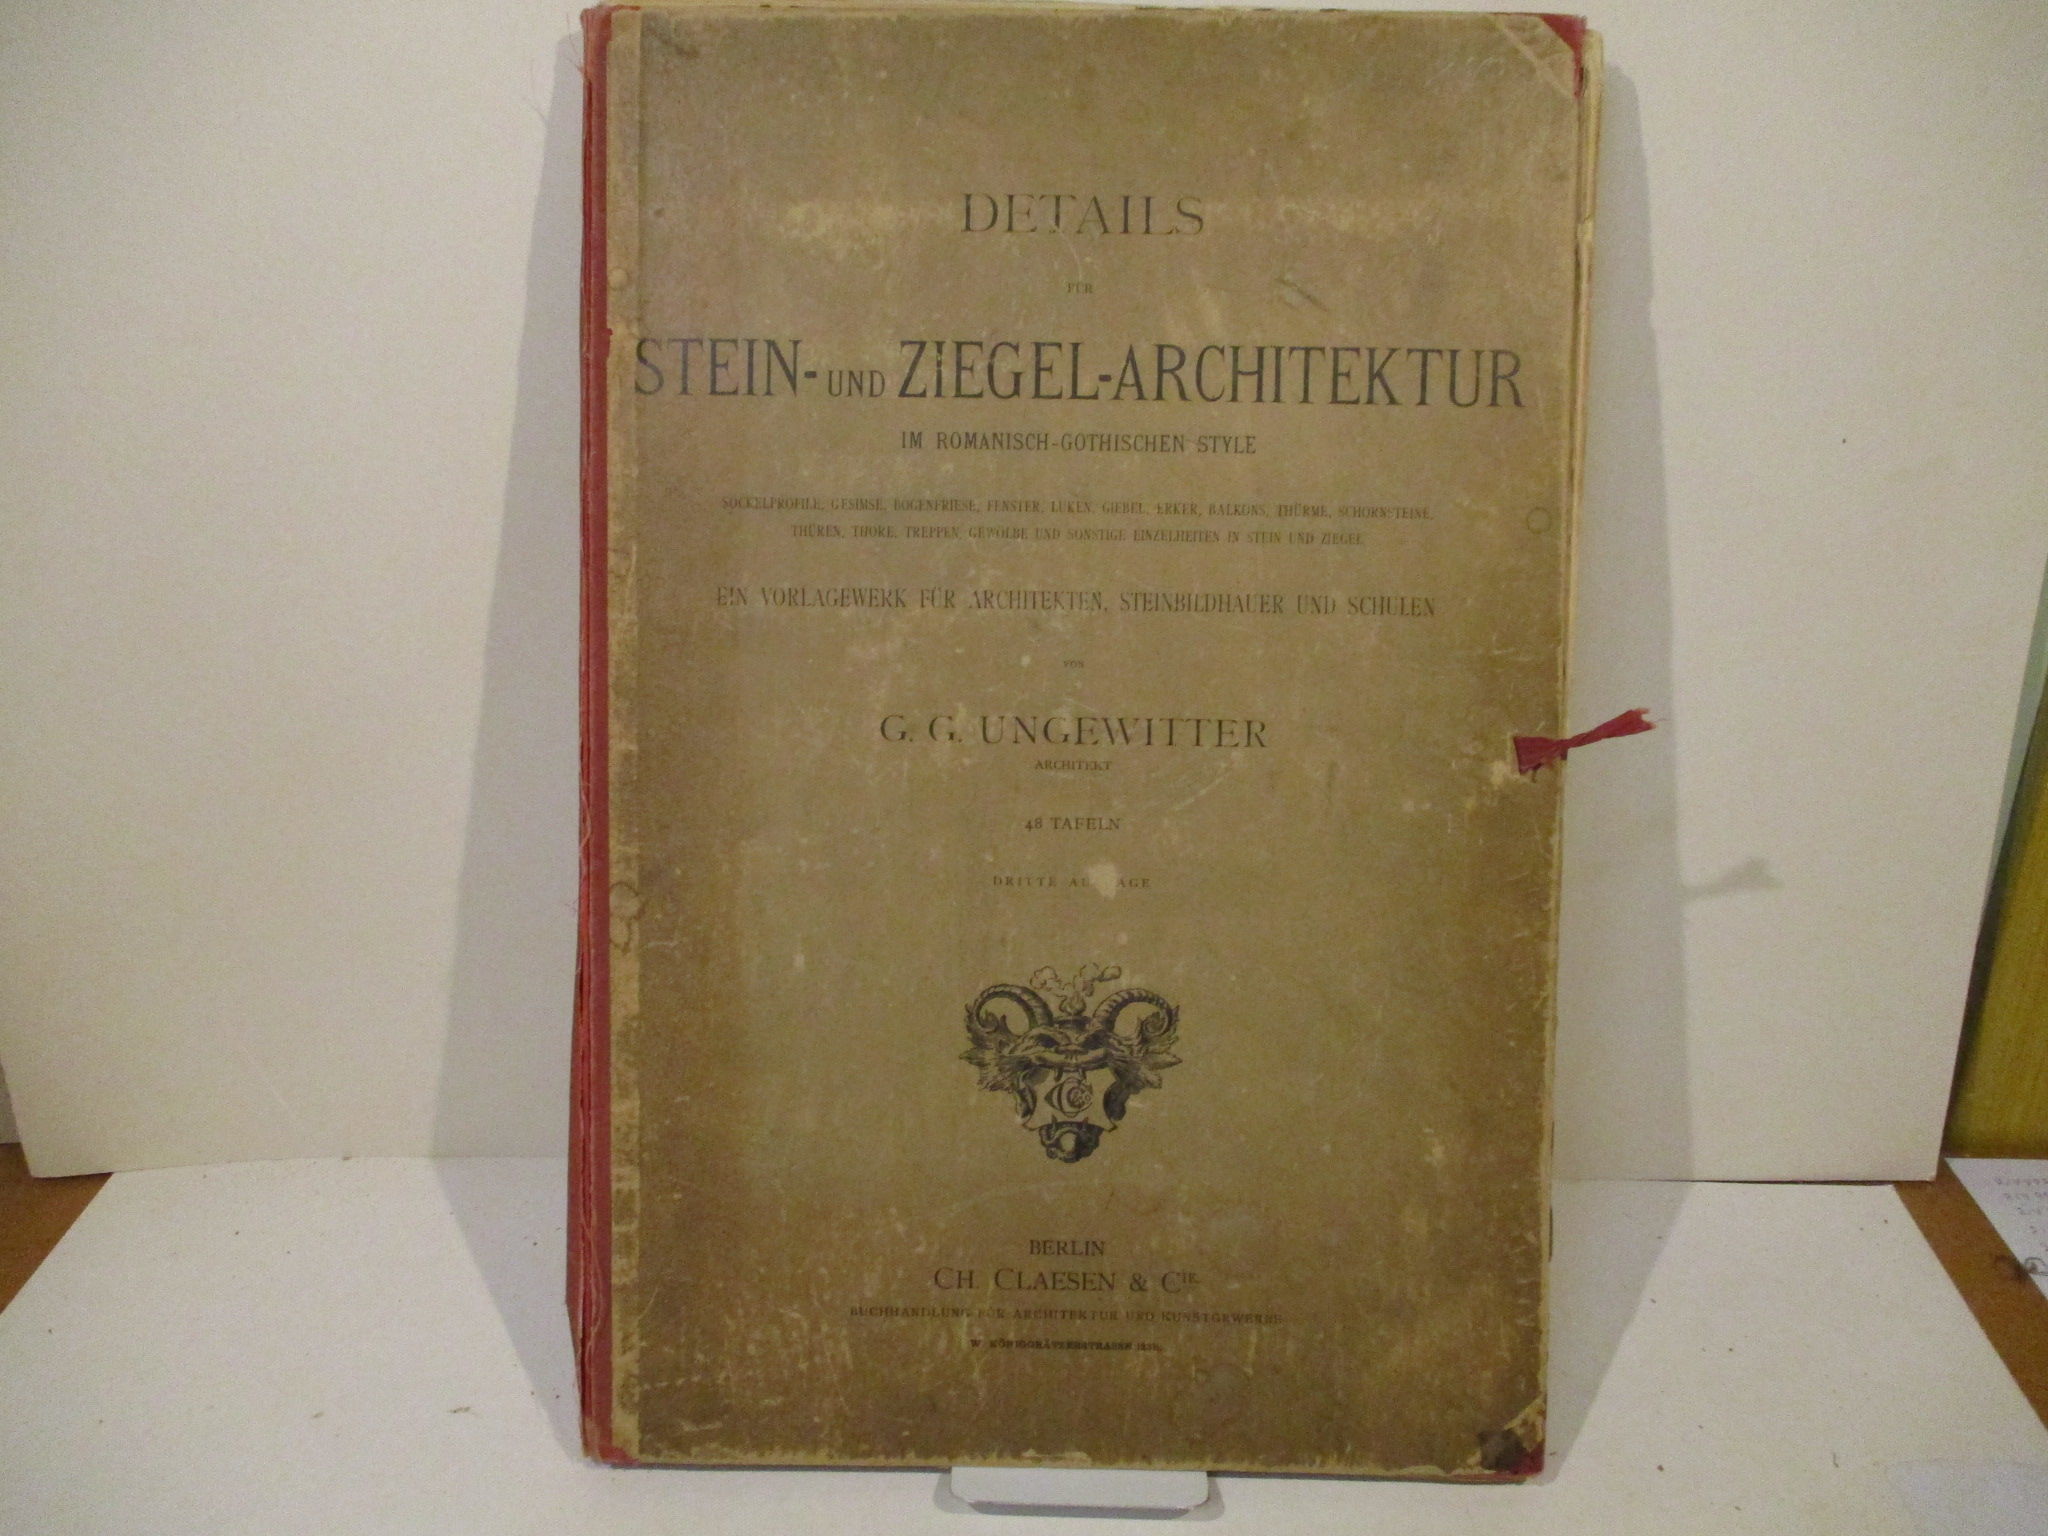 DETAILS
FÜR
STEIN- UND ZIEGEL-ARCHITEKTUR
IM ROMANISCH-GOTHISCHEN STYLE
SOCKELPROFILE, GESIMSE, BOGENFRIESE, FENSTER, LUKEN, GIEBEL, ERKER, BALKONS, THÜRME, SCHORNSTEINE,
THÜREN, THORE, TREPPEN, GEWÖLBE UND SONSTIGE EINZELHEITEN IN STEIN UND ZIEGEL
EIN VORLAGEWERK FÜR ARCHITEKTEN, STEINBILDHAUER UND SCHULEN
VON
G. G. UNGEWITTER
ARCHITEKT
48 TAFELN
DRITTE
BERLIN
CH. CLAESEN & CIE.
BUCHHANDLUNG FÜR ARCHITEKTUR UND KUNSTGEWERBE
W. KÖNIGGRÄTZERSTRASSE